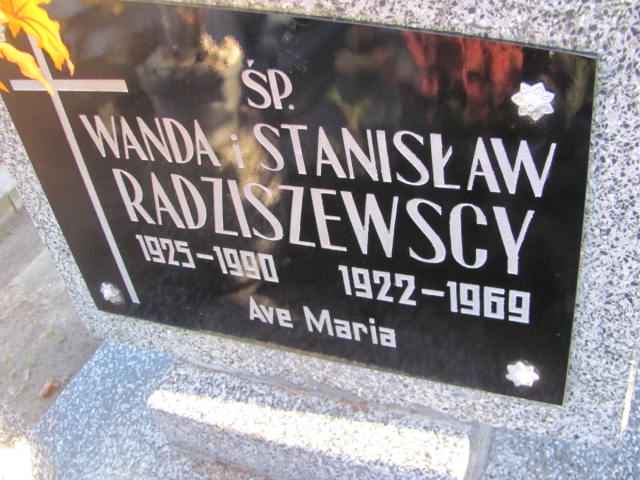 ŚP.
WANDA i STANISŁAW
RADZISZEWSCY
1925-1990 1922-1969
Ave Maria